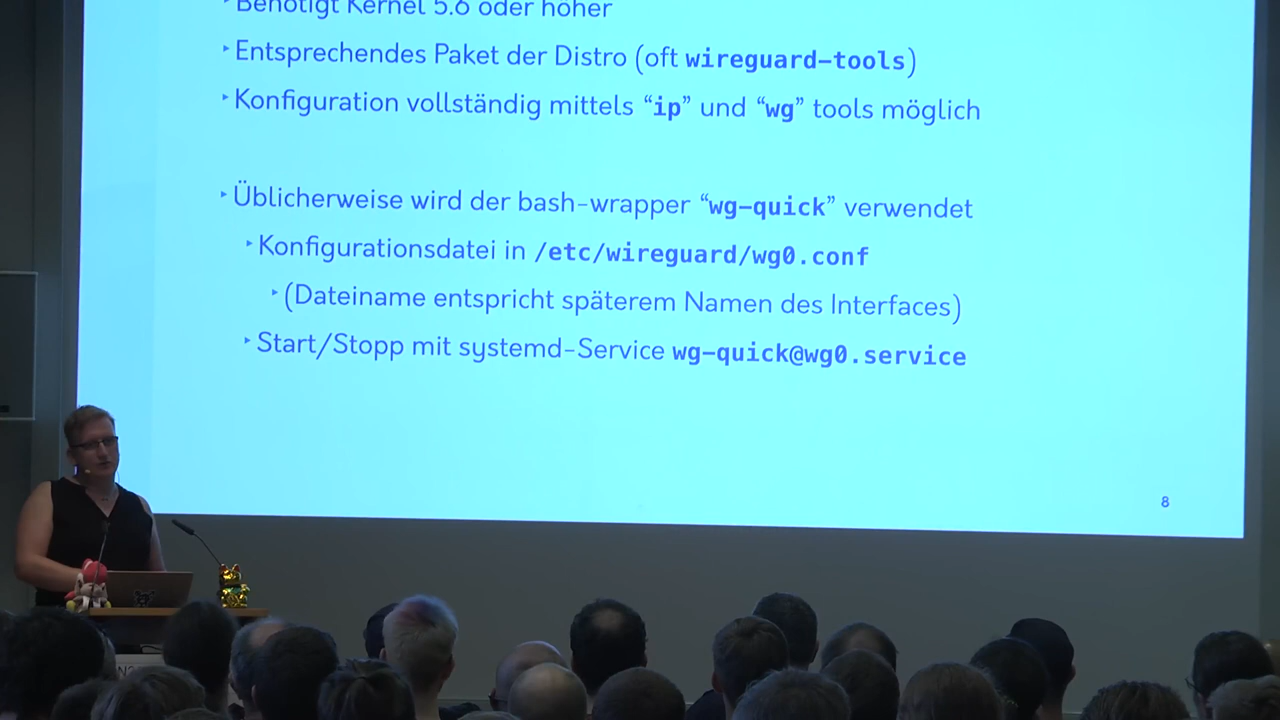 Benötigt Kernel 5.6 oder höher
Entsprechendes Paket der Distro (oft wireguard-tools)
Konfiguration vollständig mittels “ip” und “wg” tools möglich
Üblicherweise wird der bash-wrapper “wg-quick” verwendet
Konfigurationsdatei in /etc/wireguard/wg0.conf
(Dateiname entspricht späterem Namen des Interfaces)
Start/Stopp mit systemd-Service wg-quick@wg0.service
8